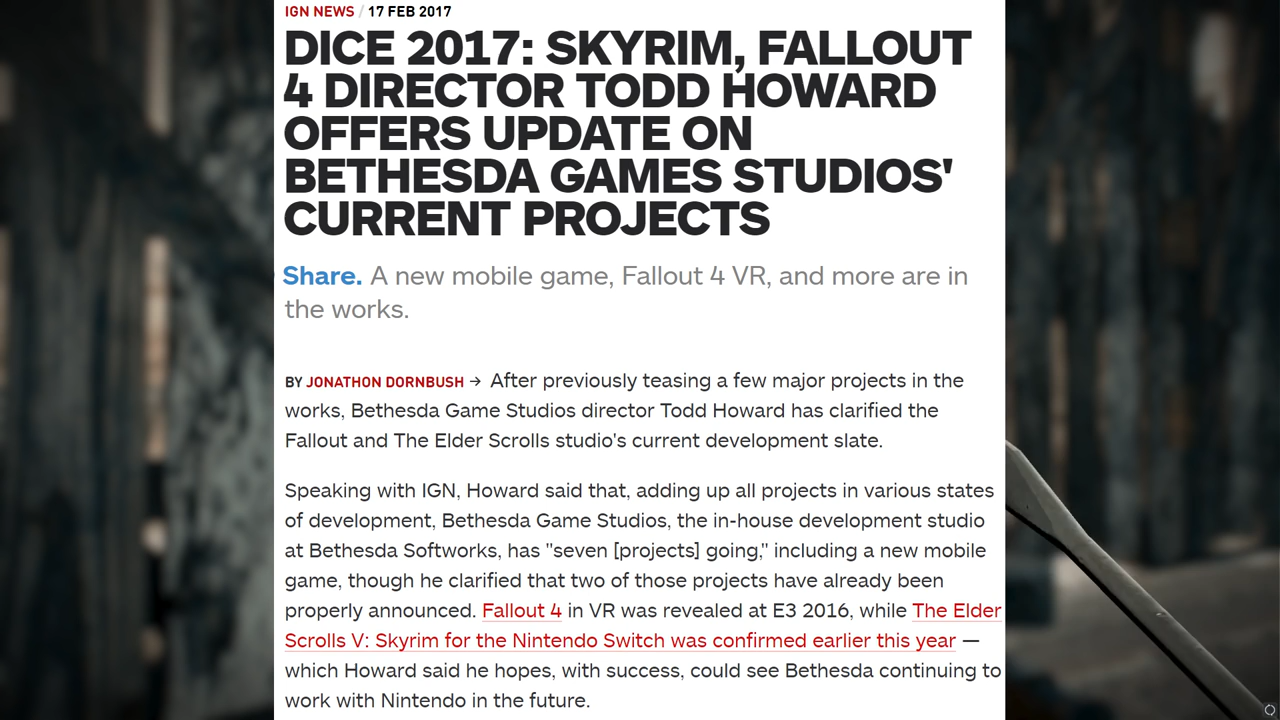 IGN NEWS / 17 FEB 2017
DICE 2017: SKYRIM, FALLOUT
4 DIRECTOR TODD HOWARD
OFFERS UPDATE ON
BETHESDA GAMES STUDIOS'
CURRENT PROJECTS
Share. A new mobile game, Fallout 4 VR, and more are in
the works.
BY JONATHON DORNBUSH → After previously teasing a few major projects in the
works, Bethesda Game Studios director Todd Howard has clarified the
Fallout and The Elder Scrolls studio's current development slate.
Speaking with IGN, Howard said that, adding up all projects in various states
of development, Bethesda Game Studios, the in-house development studio
at Bethesda Softworks, has "seven [projects] going," including a new mobile
game, though he clarified that two of those projects have already been
properly announced. Fallout 4 in VR was revealed at E3 2016, while The Elder
Scrolls V: Skyrim for the Nintendo Switch was confirmed earlier this year —
which Howard said he hopes, with success, could see Bethesda continuing to
work with Nintendo in the future.